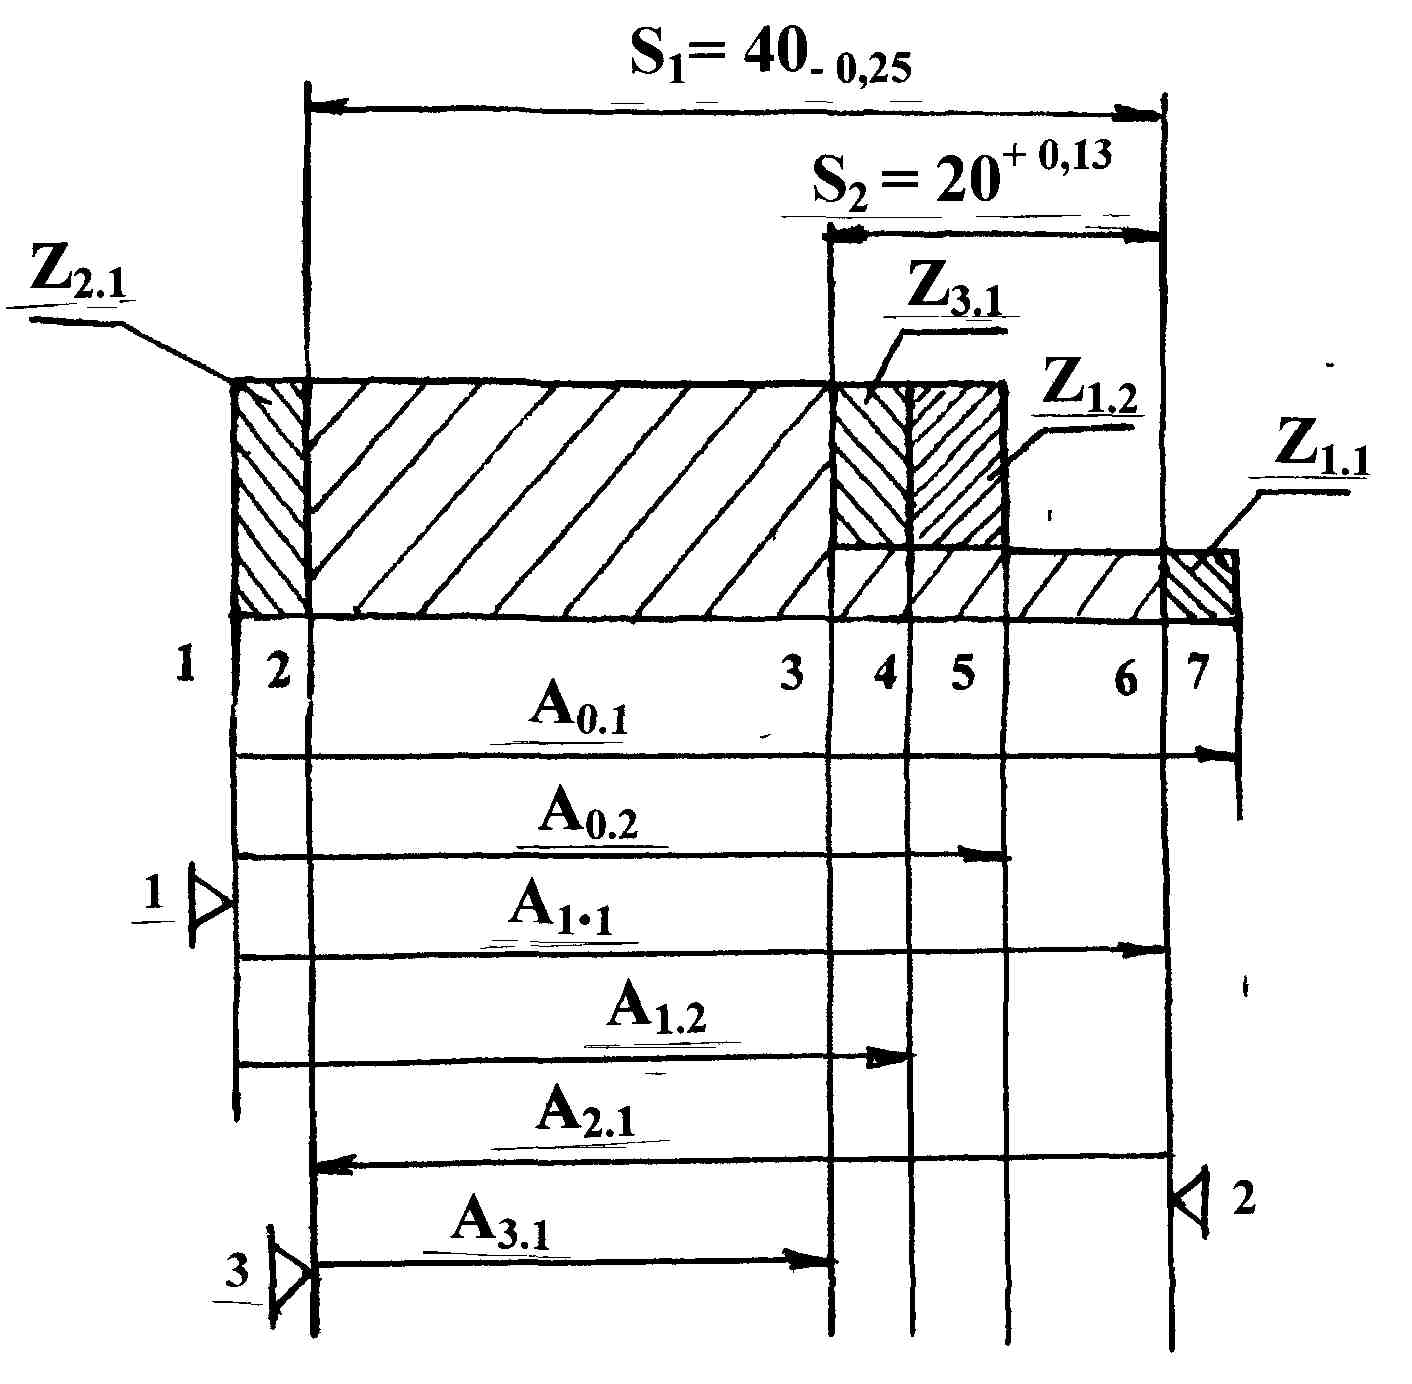 S₁= 40₋ ₀,₂₅
S₂ = 20⁺ ⁰,¹³
Z₂.₁
Z₃.₁
Z₁.₂
Z₁.₁
1 2 3 4 5 6 7
A₀.₁
A₀.₂
1
A₁.₁
A₁.₂
A₂.₁
2
A₃.₁
3